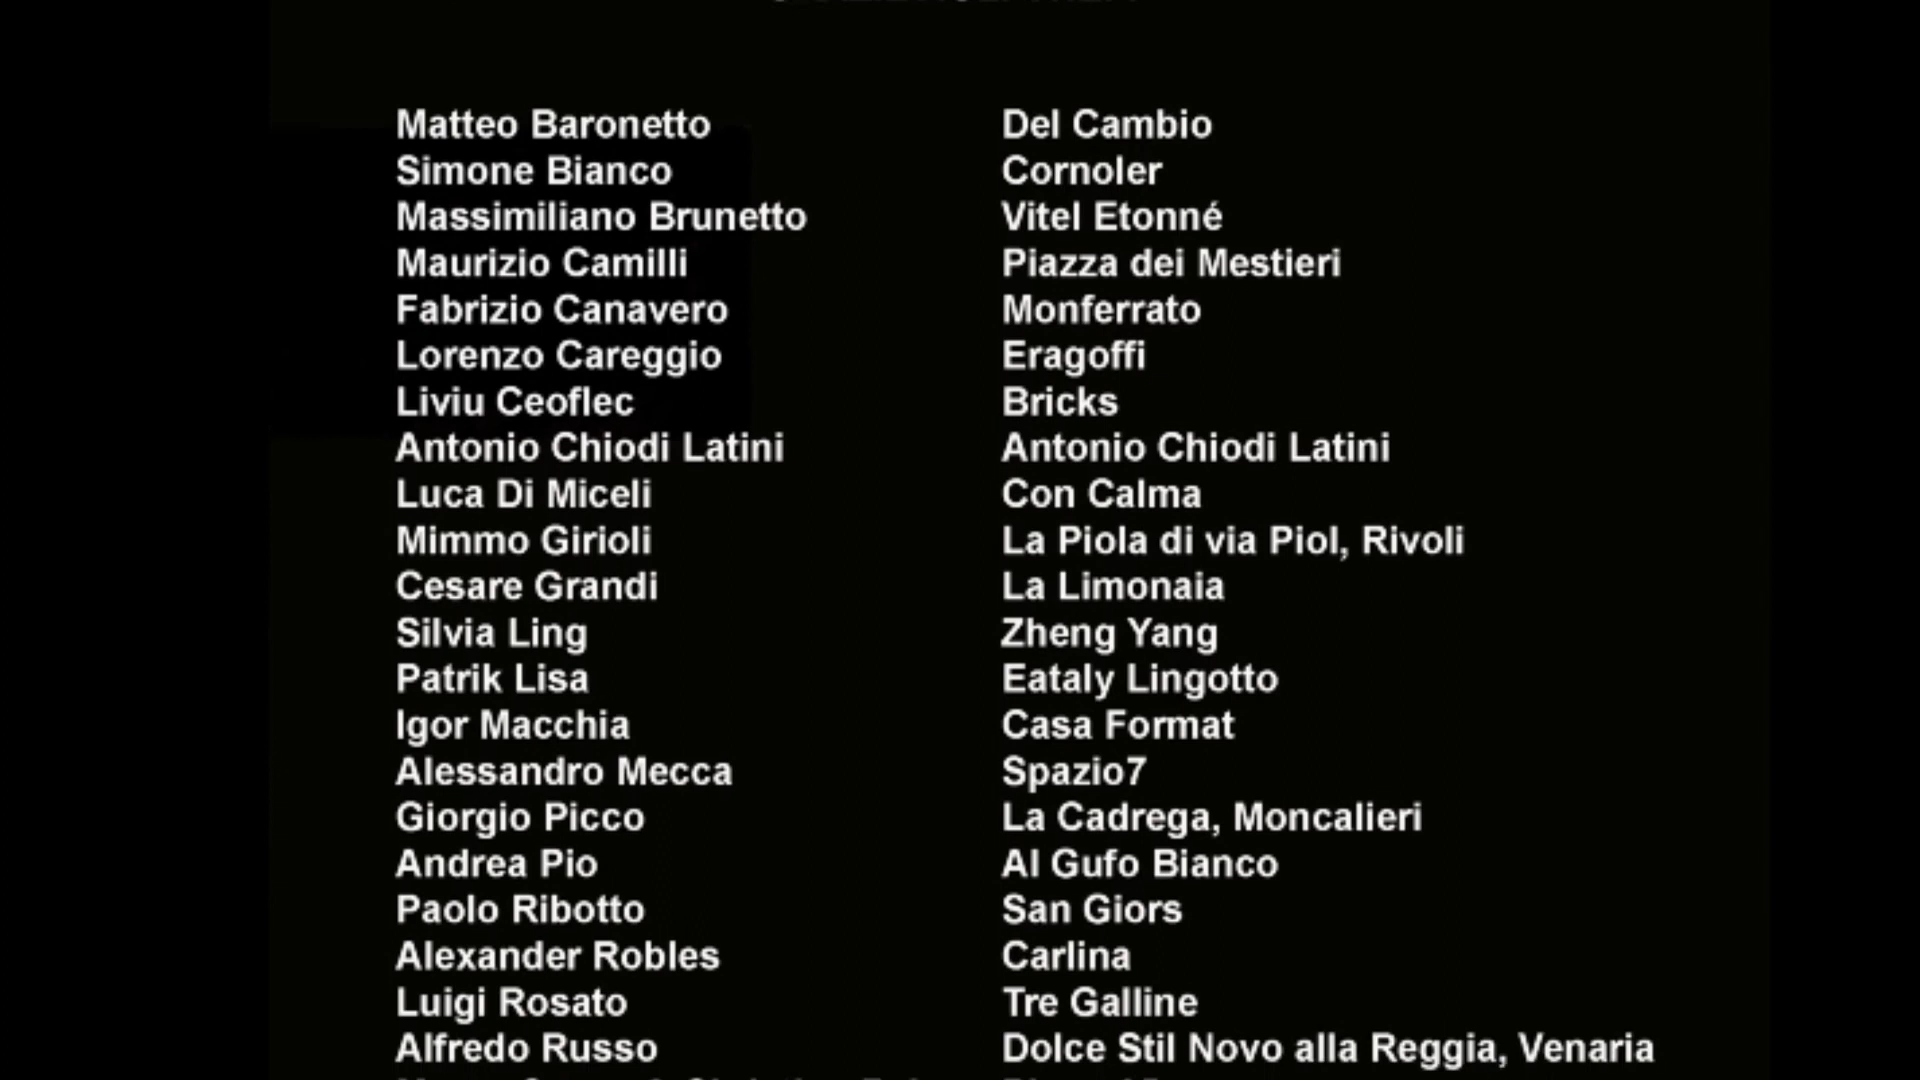 Matteo Baronetto Del Cambio
Simone Bianco Cornoler
Massimiliano Brunetto Vitel Etonné
Maurizio Camilli Piazza dei Mestieri
Fabrizio Canavero Monferrato
Lorenzo Careggio Eragoffi
Liviu Ceoflec Bricks
Antonio Chiodi Latini Antonio Chiodi Latini
Luca Di Miceli Con Calma
Mimmo Girioli La Piola di via Piol, Rivoli
Cesare Grandi La Limonaia
Silvia Ling Zheng Yang
Patrik Lisa Eataly Lingotto
Igor Macchia Casa Format
Alessandro Mecca Spazio7
Giorgio Picco La Cadrega, Moncalieri
Andrea Pio Al Gufo Bianco
Paolo Ribotto San Giors
Alexander Robles Carlina
Luigi Rosato Tre Galline
Alfredo Russo Dolce Stil Novo alla Reggia, Venaria